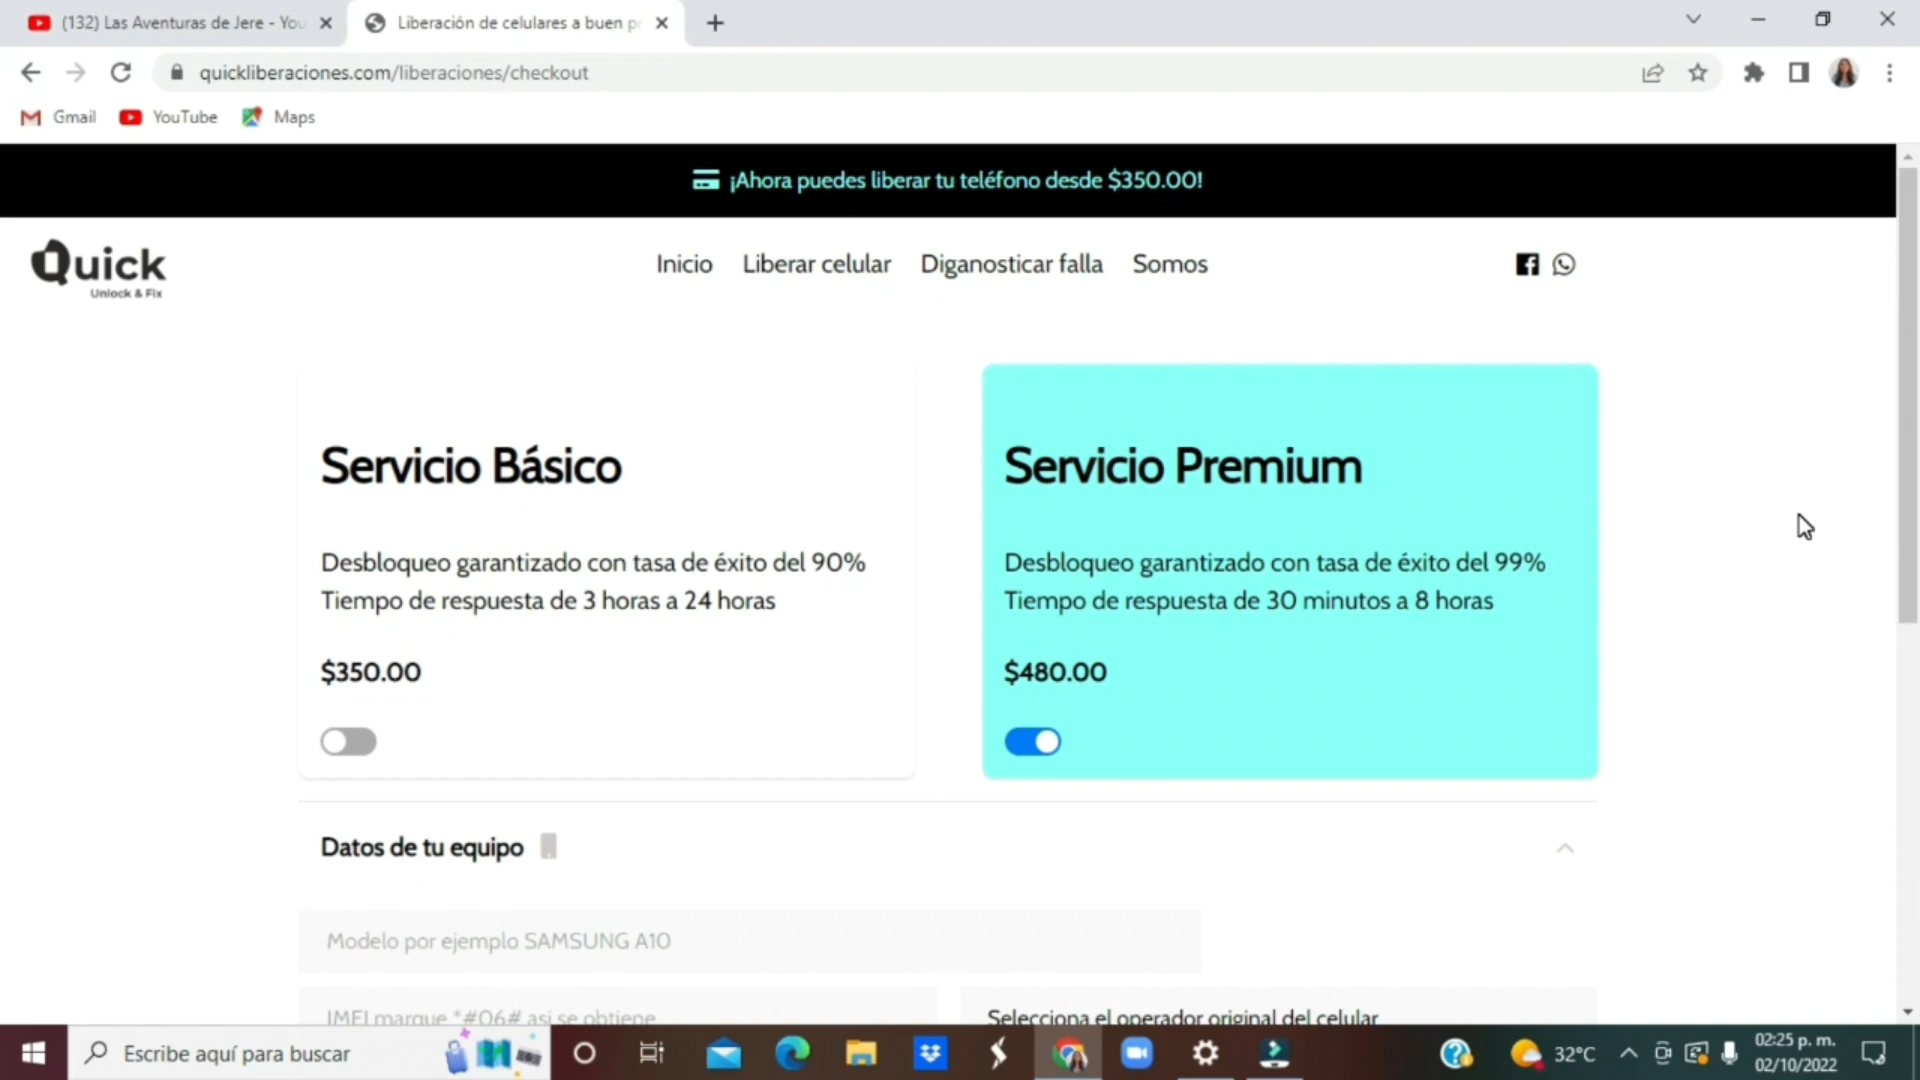 (132) Las Aventuras de Jere - You
Liberación de celulares a buen pr
quickliberaciones.com/liberaciones/checkout
Gmail
YouTube
Maps
¡Ahora puedes liberar tu teléfono desde $350.00!
Quick
Unlock & Fix
Inicio
Liberar celular
Diganosticar falla
Somos
Servicio Básico
Desbloqueo garantizado con tasa de éxito del 90%
Tiempo de respuesta de 3 horas a 24 horas
$350.00
Servicio Premium
Desbloqueo garantizado con tasa de éxito del 99%
Tiempo de respuesta de 30 minutos a 8 horas
$480.00
Datos de tu equipo
Modelo por ejemplo SAMSUNG A10
IMEI marque *#06# asi se obtiene
Selecciona el operador original del celular
Escribe aquí para buscar
32°C
02:25 p. m.
02/10/2022